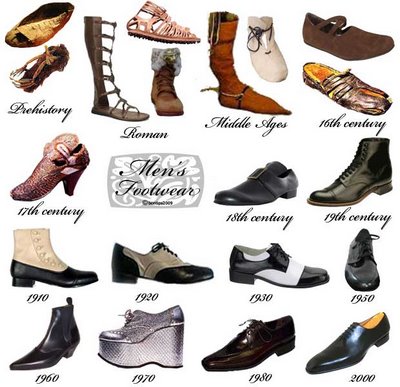 Prehistory
Roman
Middle Ages
16th century
17th century
Men's
Footwear
18th century
19th century
1910
1920
1930
1950
1960
1970
1980
2000